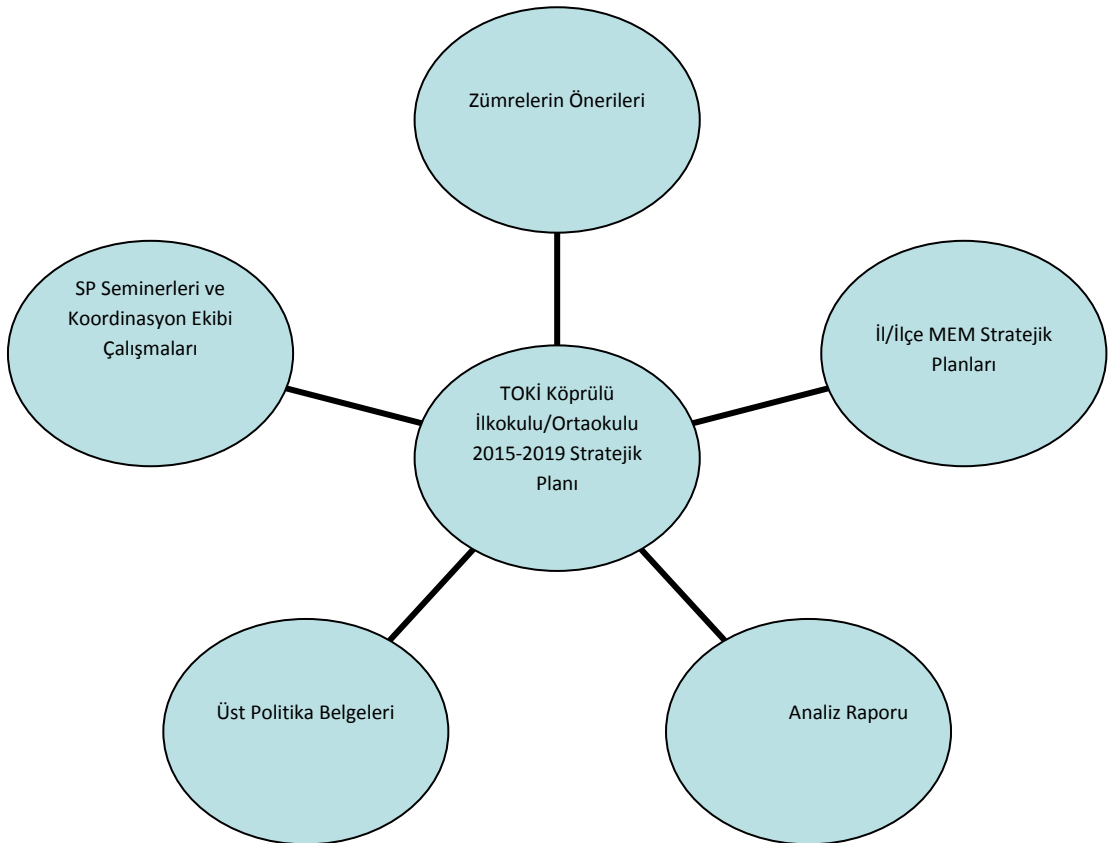 Zümrelerin Önerileri
SP Seminerleri ve
Koordinasyon Ekibi
Çalışmaları
İl/İlçe MEM Stratejik
Planları
TOKİ Köprülü
İlkokulu/Ortaokulu
2015-2019 Stratejik
Planı
Üst Politika Belgeleri
Analiz Raporu